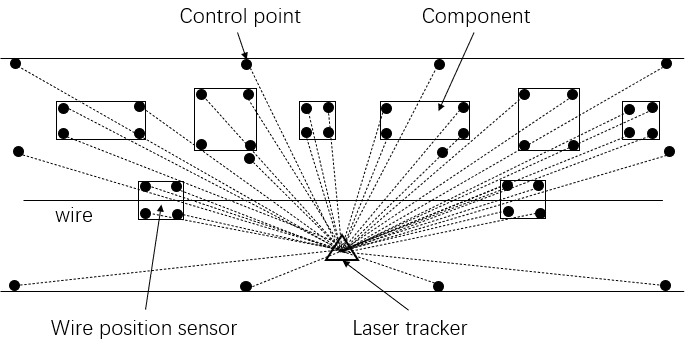 Control point
Component
wire
Wire position sensor
Laser tracker